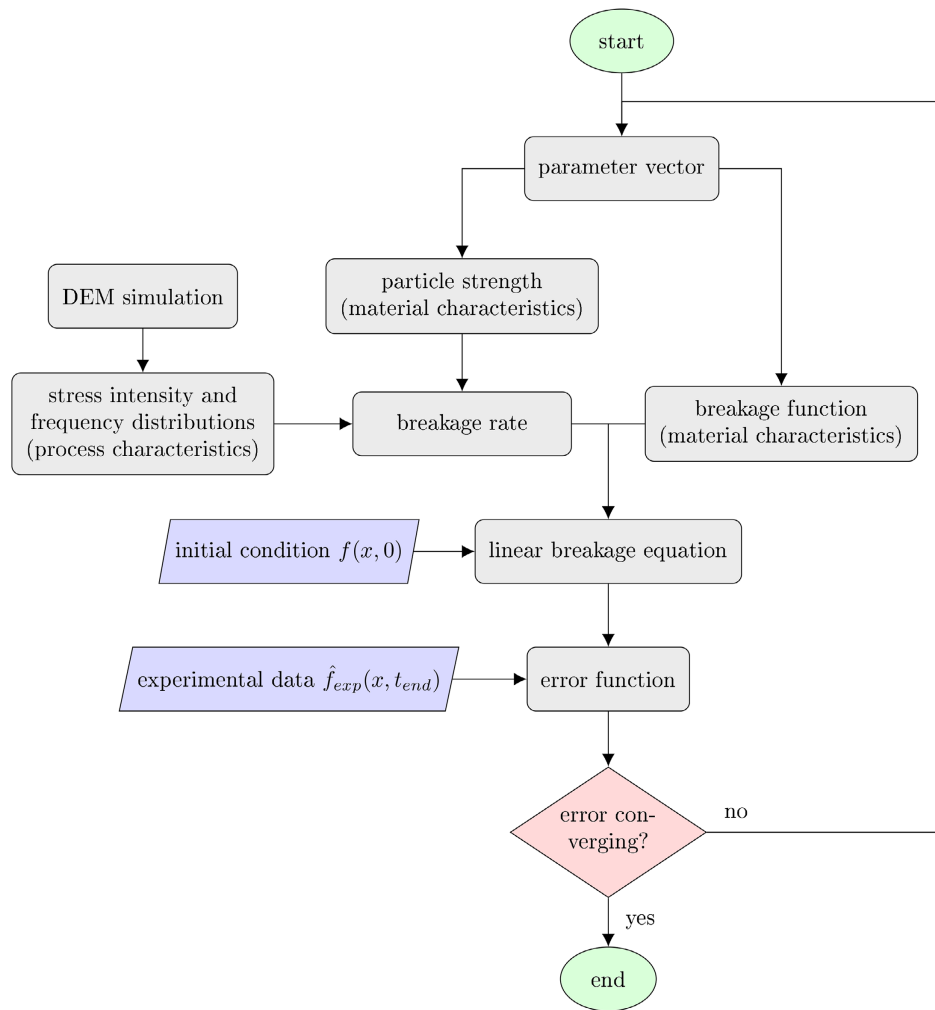 start
parameter vector
particle strength
(material characteristics)
DEM simulation
stress intensity and
frequency distributions
(process characteristics)
breakage rate
breakage function
(material characteristics)
initial condition f(x, 0)
linear breakage equation
experimental data f̂_exp(x, t_end)
error function
error con-
verging?
no
yes
end